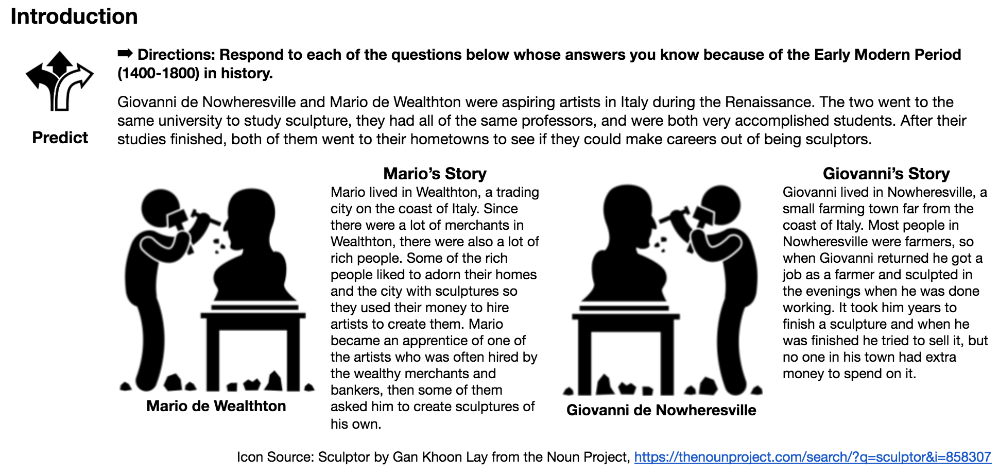 Introduction
➡ Directions: Respond to each of the questions below whose answers you know because of the Early Modern Period
(1400-1800) in history.
Predict
Giovanni de Nowheresville and Mario de Wealthton were aspiring artists in Italy during the Renaissance. The two went to the
same university to study sculpture, they had all of the same professors, and were both very accomplished students. After their
studies finished, both of them went to their hometowns to see if they could make careers out of being sculptors.
Mario de Wealthton
Mario’s Story
Mario lived in Wealthton, a trading
city on the coast of Italy. Since
there were a lot of merchants in
Wealthton, there were also a lot of
rich people. Some of the rich
people liked to adorn their homes
and the city with sculptures so
they used their money to hire
artists to create them. Mario
became an apprentice of one of
the artists who was often hired by
the wealthy merchants and
bankers, then some of them
asked him to create sculptures of
his own.
Giovanni de Nowheresville
Giovanni’s Story
Giovanni lived in Nowheresville, a
small farming town far from the
coast of Italy. Most people in
Nowheresville were farmers, so
when Giovanni returned he got a
job as a farmer and sculpted in
the evenings when he was done
working. It took him years to
finish a sculpture and when he
was finished he tried to sell it, but
no one in his town had extra
money to spend on it.
Icon Source: Sculptor by Gan Khoon Lay from the Noun Project, https://thenounproject.com/search/?q=sculptor&i=858307